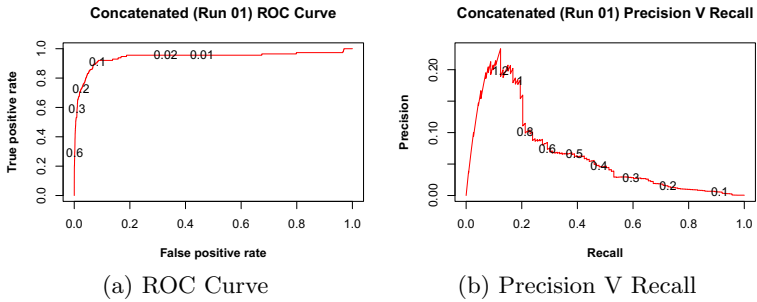 Concatenated (Run 01) ROC Curve
True positive rate
0.0 0.2 0.4 0.6 0.8 1.0
0.6
0.3
0.2
0.1
0.02 0.01
0.0 0.2 0.4 0.6 0.8 1.0
False positive rate
(a) ROC Curve
Concatenated (Run 01) Precision V Recall
Precision
0.00 0.10 0.20
1.2
1
0.8
0.6
0.5
0.4
0.3
0.2
0.1
0.0 0.2 0.4 0.6 0.8 1.0
Recall
(b) Precision V Recall